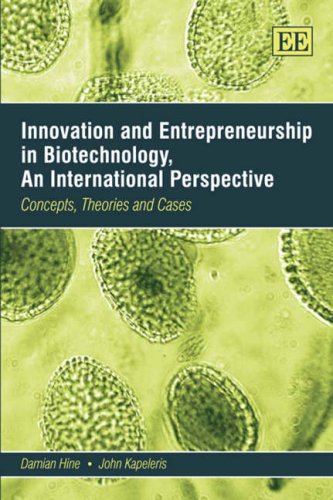 EE
Innovation and Entrepreneurship
in Biotechnology,
An International Perspective
Concepts, Theories and Cases
Damian Hine • John Kapeleris